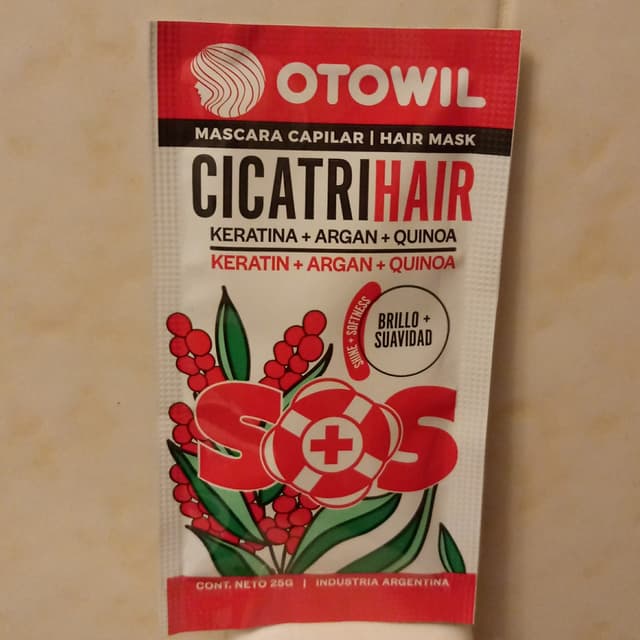 OTOWIL
MASCARA CAPILAR | HAIR MASK
CICATRIHAIR
KERATINA + ARGAN + QUINOA
KERATIN + ARGAN + QUINOA
SHINE + SOFTNESS
BRILLO +
SUAVIDAD
SOS
CONT. NETO 25G | INDUSTRIA ARGENTINA